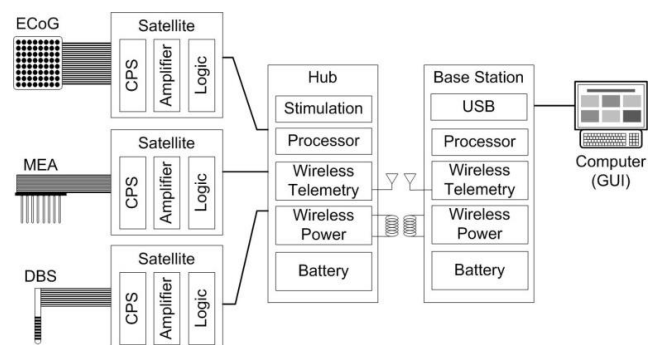 ECoG
Satellite
CPS
Amplifier
Logic
MEA
Satellite
CPS
Amplifier
Logic
DBS
Satellite
CPS
Amplifier
Logic
Hub
Stimulation
Processor
Wireless
Telemetry
Wireless
Power
Battery
Base Station
USB
Processor
Wireless
Telemetry
Wireless
Power
Battery
Computer
(GUI)